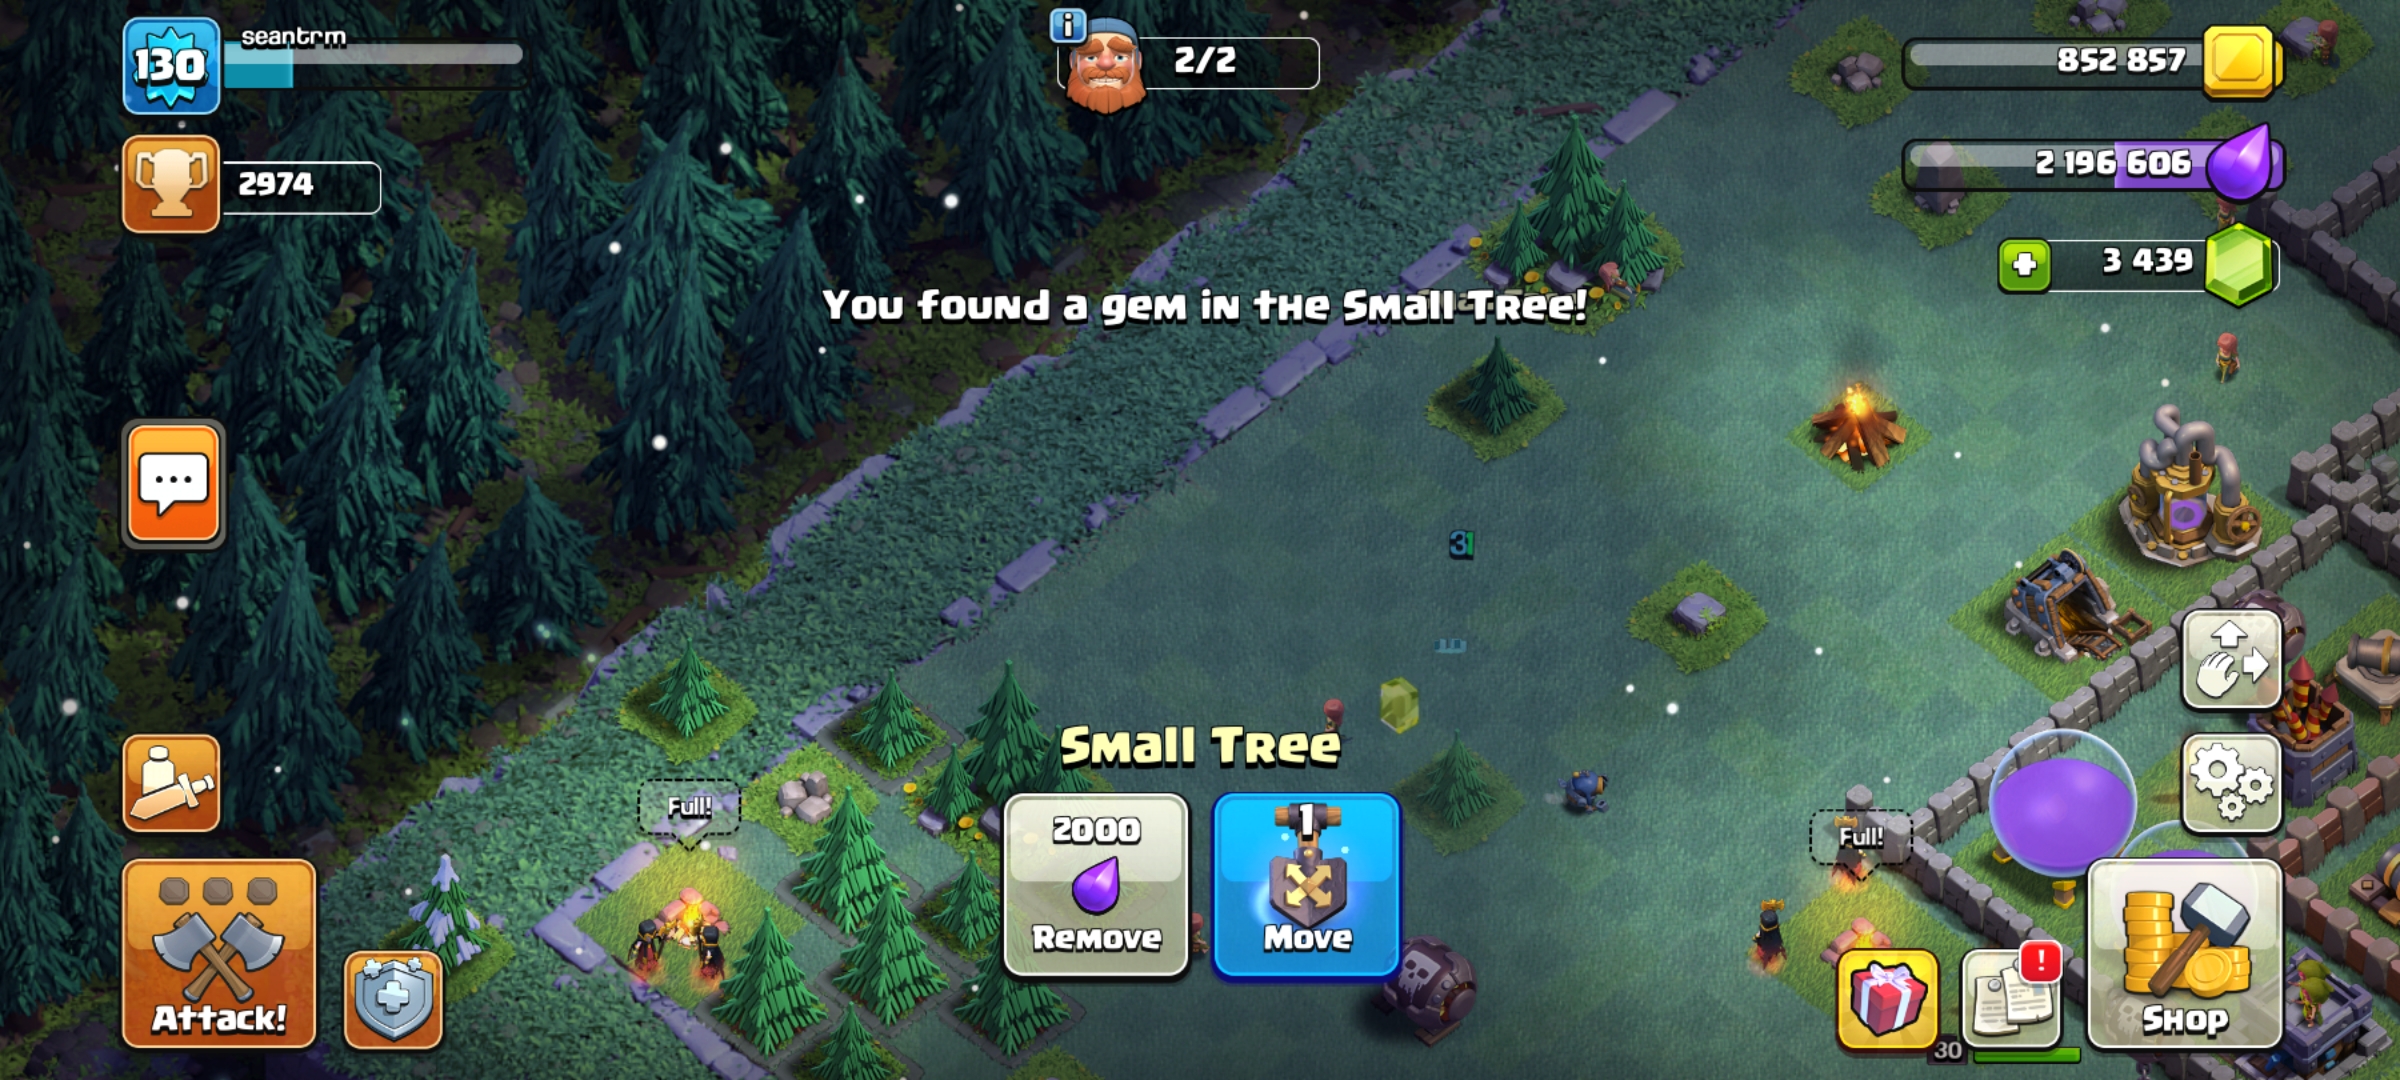 130
seantrm
2/2
852 857
2974
2 196 606
3 439
You found a gem in the Small Tree!
Small Tree
Full!
2000
Remove
1
Move
Full!
Attack!
Shop
!
30